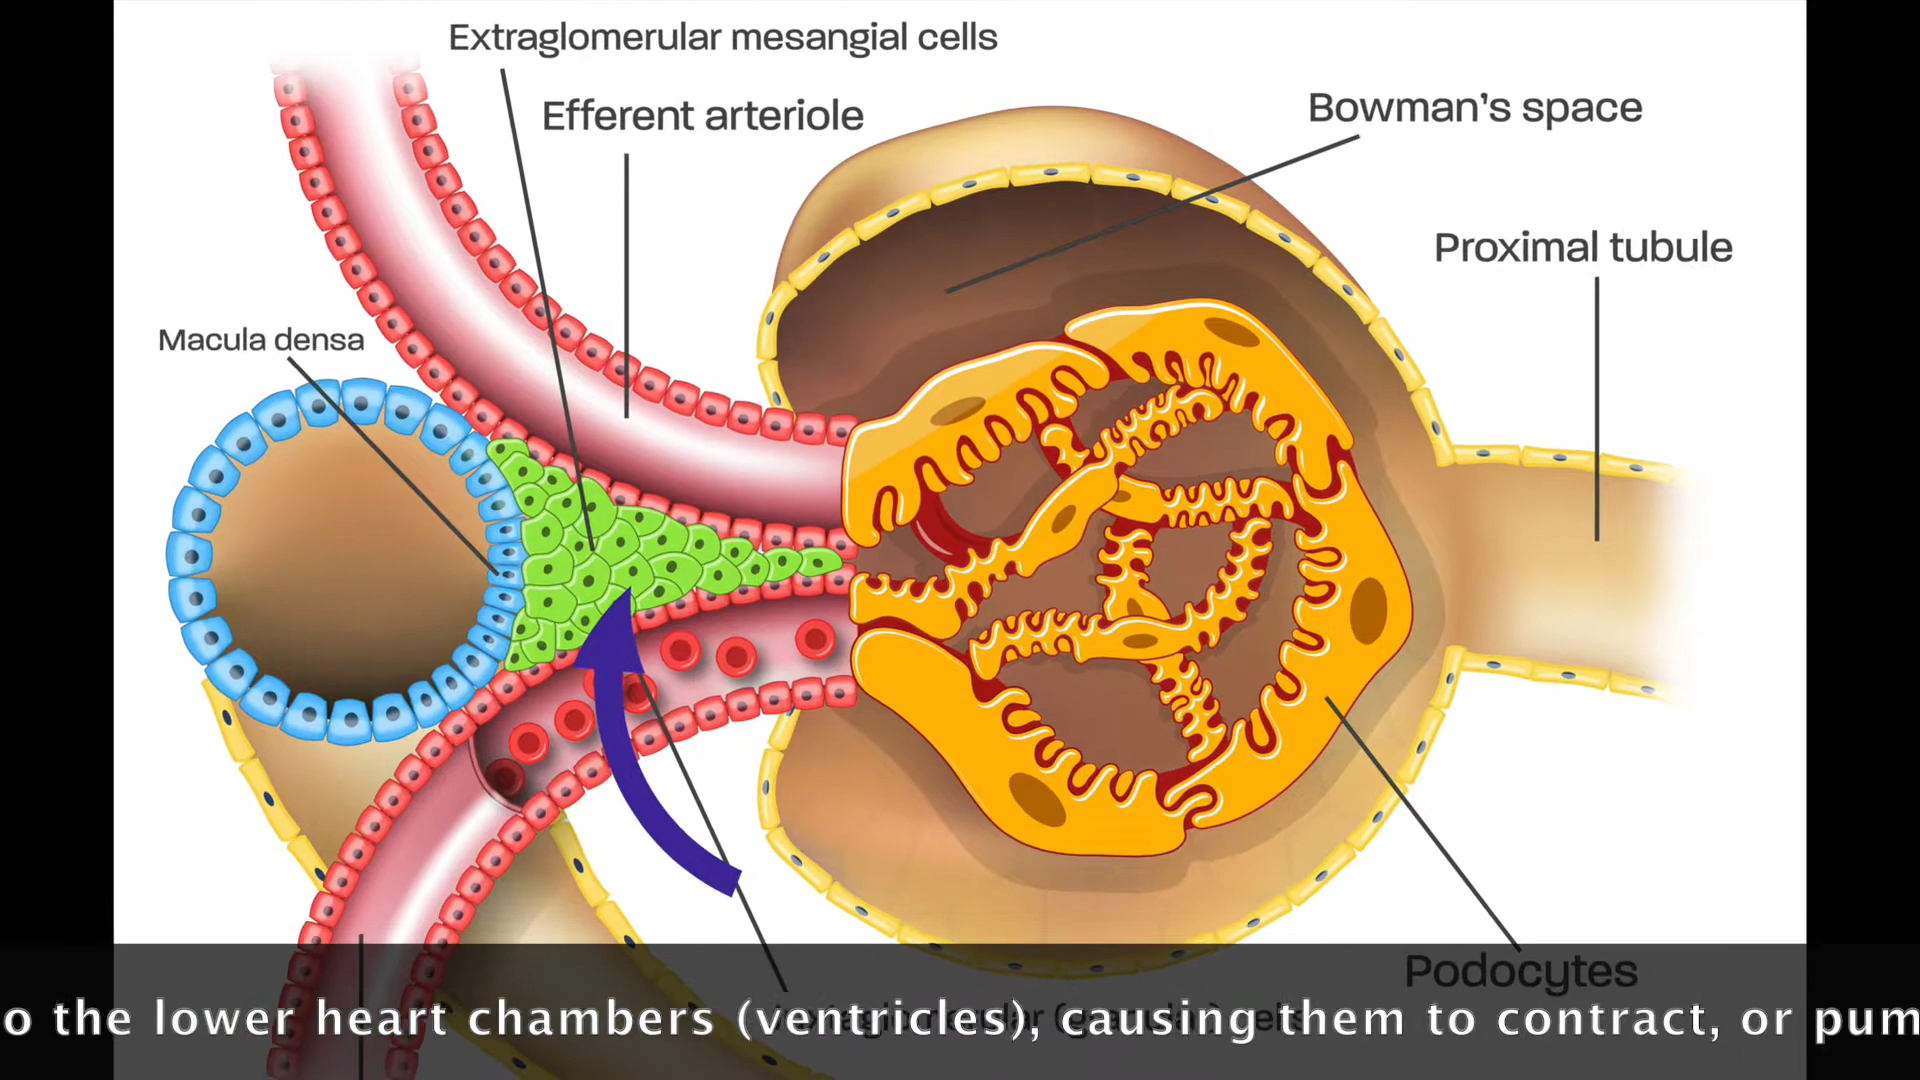 Extraglomerular mesangial cells
Efferent arteriole
Bowman's space
Proximal tubule
Macula densa
Podocytes
o the lower heart chambers (ventricles), causing them to contract, or pum